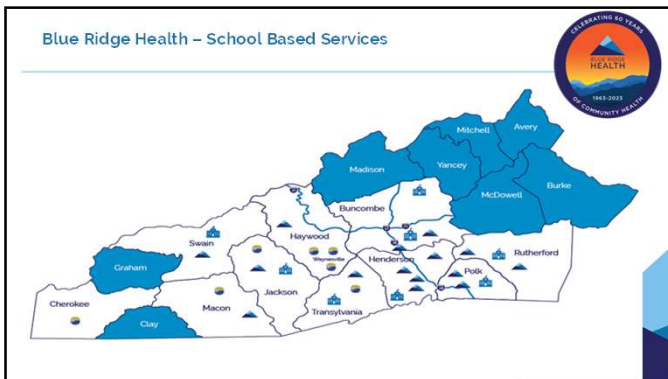 Blue Ridge Health – School Based Services
CELEBRATING 60 YEARS
BLUE RIDGE
HEALTH
1963-2023
OF COMMUNITY HEALTH
Mitchell
Avery
Madison
Yancey
Buncombe
McDowell
Burke
Swain
Haywood
Waynesville
Henderson
Rutherford
Graham
Polk
Cherokee
Jackson
Macon
Transylvania
Clay